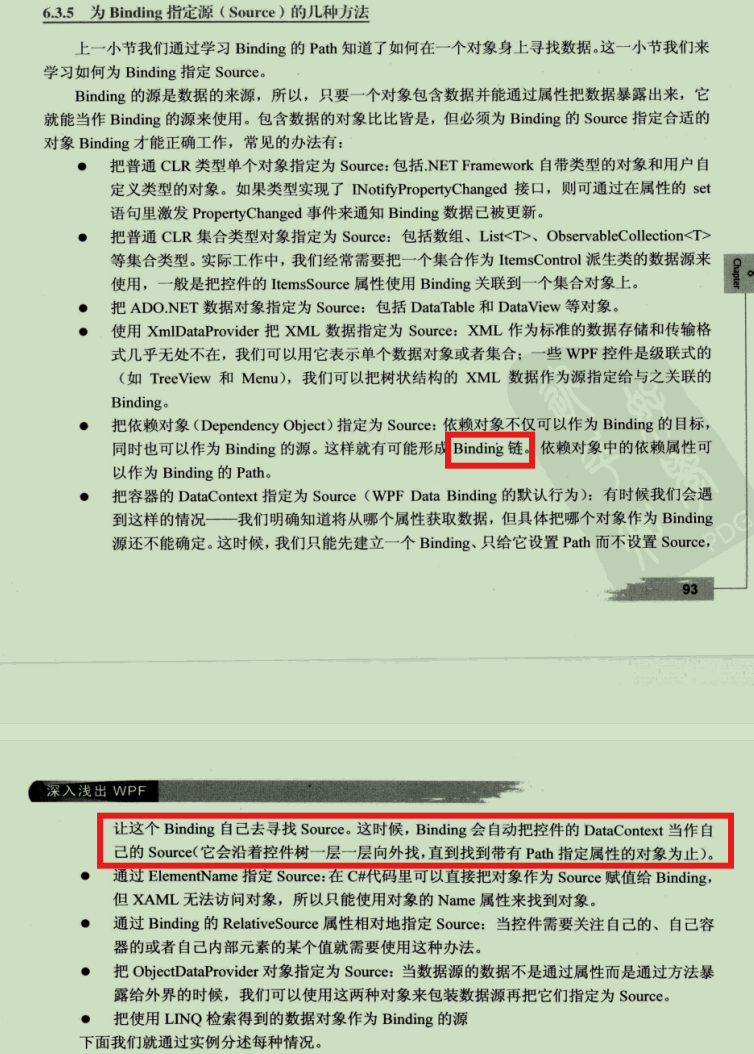 6.3.5 为 Binding 指定源（Source）的几种方法
上一小节我们通过学习 Binding 的 Path 知道了如何在一个对象身上寻找数据。这一小节我们来
学习如何为 Binding 指定 Source。
Binding 的源是数据的来源，所以，只要一个对象包含数据并能通过属性把数据暴露出来，它
就能当作 Binding 的源来使用。包含数据的对象比比皆是，但必须为 Binding 的 Source 指定合适的
对象 Binding 才能正确工作，常见的办法有：
● 把普通 CLR 类型单个对象指定为 Source：包括.NET Framework 自带类型的对象和用户自
定义类型的对象。如果类型实现了 INotifyPropertyChanged 接口，则可通过在属性的 set
语句里激发 PropertyChanged 事件来通知 Binding 数据已被更新。
● 把普通 CLR 集合类型对象指定为 Source：包括数组、List<T>、ObservableCollection<T>
等集合类型。实际工作中，我们经常需要把一个集合作为 ItemsControl 派生类的数据源来
使用，一般是把控件的 ItemsSource 属性使用 Binding 关联到一个集合对象上。
● 把 ADO.NET 数据对象指定为 Source：包括 DataTable 和 DataView 等对象。
● 使用 XmlDataProvider 把 XML 数据指定为 Source：XML 作为标准的数据存储和传输格
式几乎无处不在，我们可以用它表示单个数据对象或者集合；一些 WPF 控件是级联式的
（如 TreeView 和 Menu），我们可以把树状结构的 XML 数据作为源指定给与之关联的
Binding。
● 把依赖对象（Dependency Object）指定为 Source：依赖对象不仅可以作为 Binding 的目标，
同时也可以作为 Binding 的源。这样就有可能形成 Binding 链。依赖对象中的依赖属性可
以作为 Binding 的 Path。
● 把容器的 DataContext 指定为 Source（WPF Data Binding 的默认行为）：有时候我们会遇
到这样的情况——我们明确知道将从哪个属性获取数据，但具体把哪个对象作为 Binding
源还不能确定。这时候，我们只能先建立一个 Binding、只给它设置 Path 而不设置 Source，
Chapter 6
93
深入浅出 WPF
让这个 Binding 自己去寻找 Source。这时候，Binding 会自动把控件的 DataContext 当作自
己的 Source（它会沿着控件树一层一层向外找，直到找到带有 Path 指定属性的对象为止）。
● 通过 ElementName 指定 Source：在 C#代码里可以直接把对象作为 Source 赋值给 Binding，
但 XAML 无法访问对象，所以只能使用对象的 Name 属性来找到对象。
● 通过 Binding 的 RelativeSource 属性相对地指定 Source：当控件需要关注自己的、自己容
器的或者自己内部元素的某个值就需要使用这种办法。
● 把 ObjectDataProvider 对象指定为 Source：当数据源的数据不是通过属性而是通过方法暴
露给外界的时候，我们可以使用这两种对象来包装数据源再把它们指定为 Source。
● 把使用 LINQ 检索得到的数据对象作为 Binding 的源
下面我们就通过实例分述每种情况。